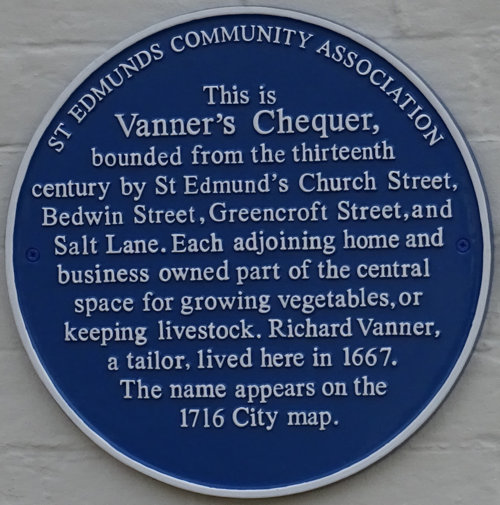 ST EDMUNDS COMMUNITY ASSOCIATION
This is
Vanner's Chequer,
bounded from the thirteenth
century by St Edmund's Church Street,
Bedwin Street, Greencroft Street, and
Salt Lane. Each adjoining home and
business owned part of the central
space for growing vegetables, or
keeping livestock. Richard Vanner,
a tailor, lived here in 1667.
The name appears on the
1716 City map.